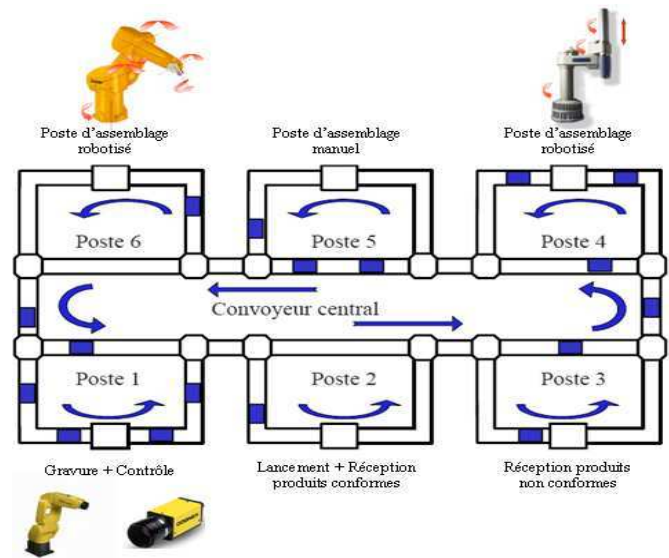 Poste d'assemblage
robotisé
Poste d'assemblage
manuel
Poste d'assemblage
robotisé
Poste 6
Poste 5
Poste 4
Convoyeur central
Poste 1
Poste 2
Poste 3
Gravure + Contrôle
Lancement + Réception
produits conformes
Réception produits
non conformes